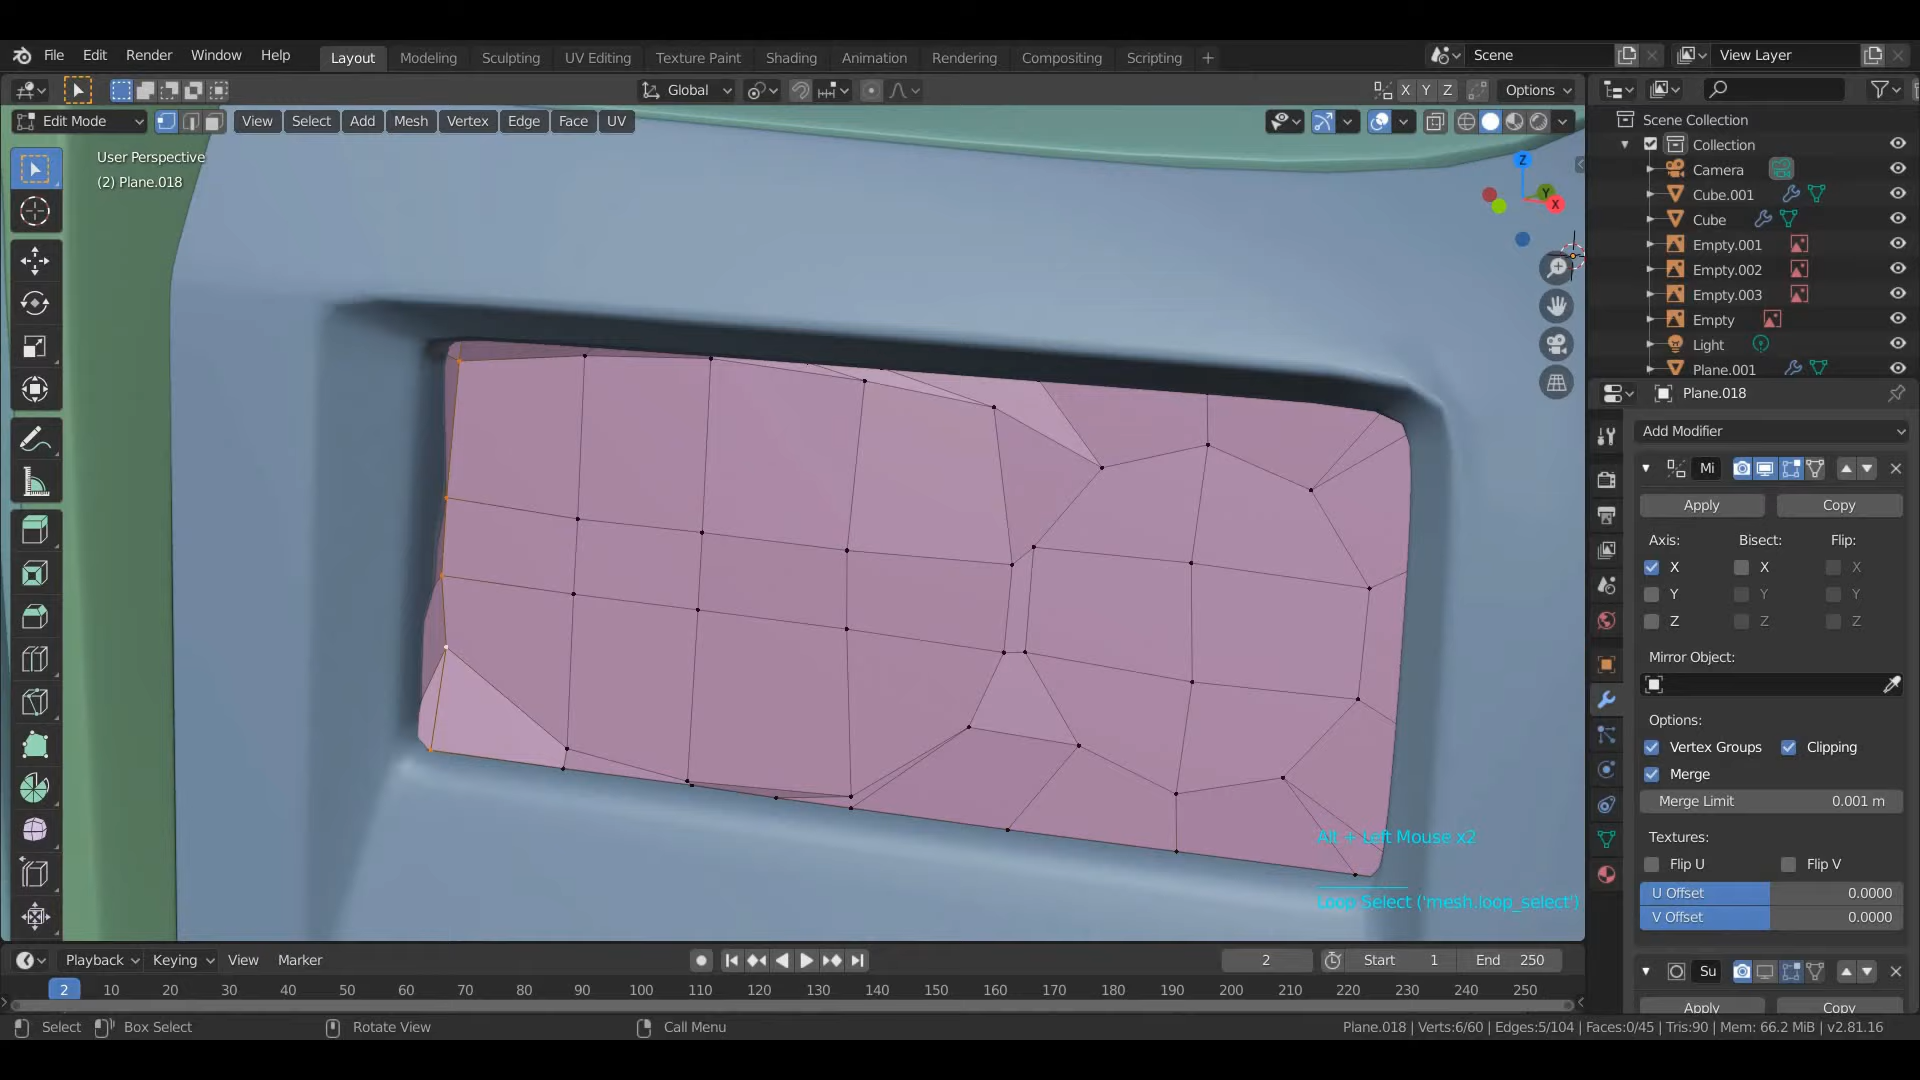 File Edit Render Window Help Layout Modeling Sculpting UV Editing Texture Paint Shading Animation Rendering Compositing Scripting + Scene View Layer
Global X Y Z Options
Edit Mode View Select Add Mesh Vertex Edge Face UV
User Perspective
(2) Plane.018
Z
Y
X
Scene Collection
Collection
Camera
Cube.001
Cube
Empty.001
Empty.002
Empty.003
Empty
Light
Plane.001
Plane.018
Add Modifier
Mi
Apply Copy
Axis: Bisect: Flip:
X X X
Y Y Y
Z Z Z
Mirror Object:
Options:
Vertex Groups Clipping
Merge
Merge Limit 0.001 m
Textures:
Flip U Flip V
U Offset 0.0000
V Offset 0.0000
Su
Apply Copy
Alt + Left Mouse x2
Loop Select ('mesh.loop_select')
Playback Keying View Marker 2 Start 1 End 250
2 10 20 30 40 50 60 70 80 90 100 110 120 130 140 150 160 170 180 190 200 210 220 230 240 250
Select Box Select Rotate View Call Menu Plane.018 | Verts:6/60 | Edges:5/104 | Faces:0/45 | Tris:90 | Mem: 66.2 MiB | v2.81.16